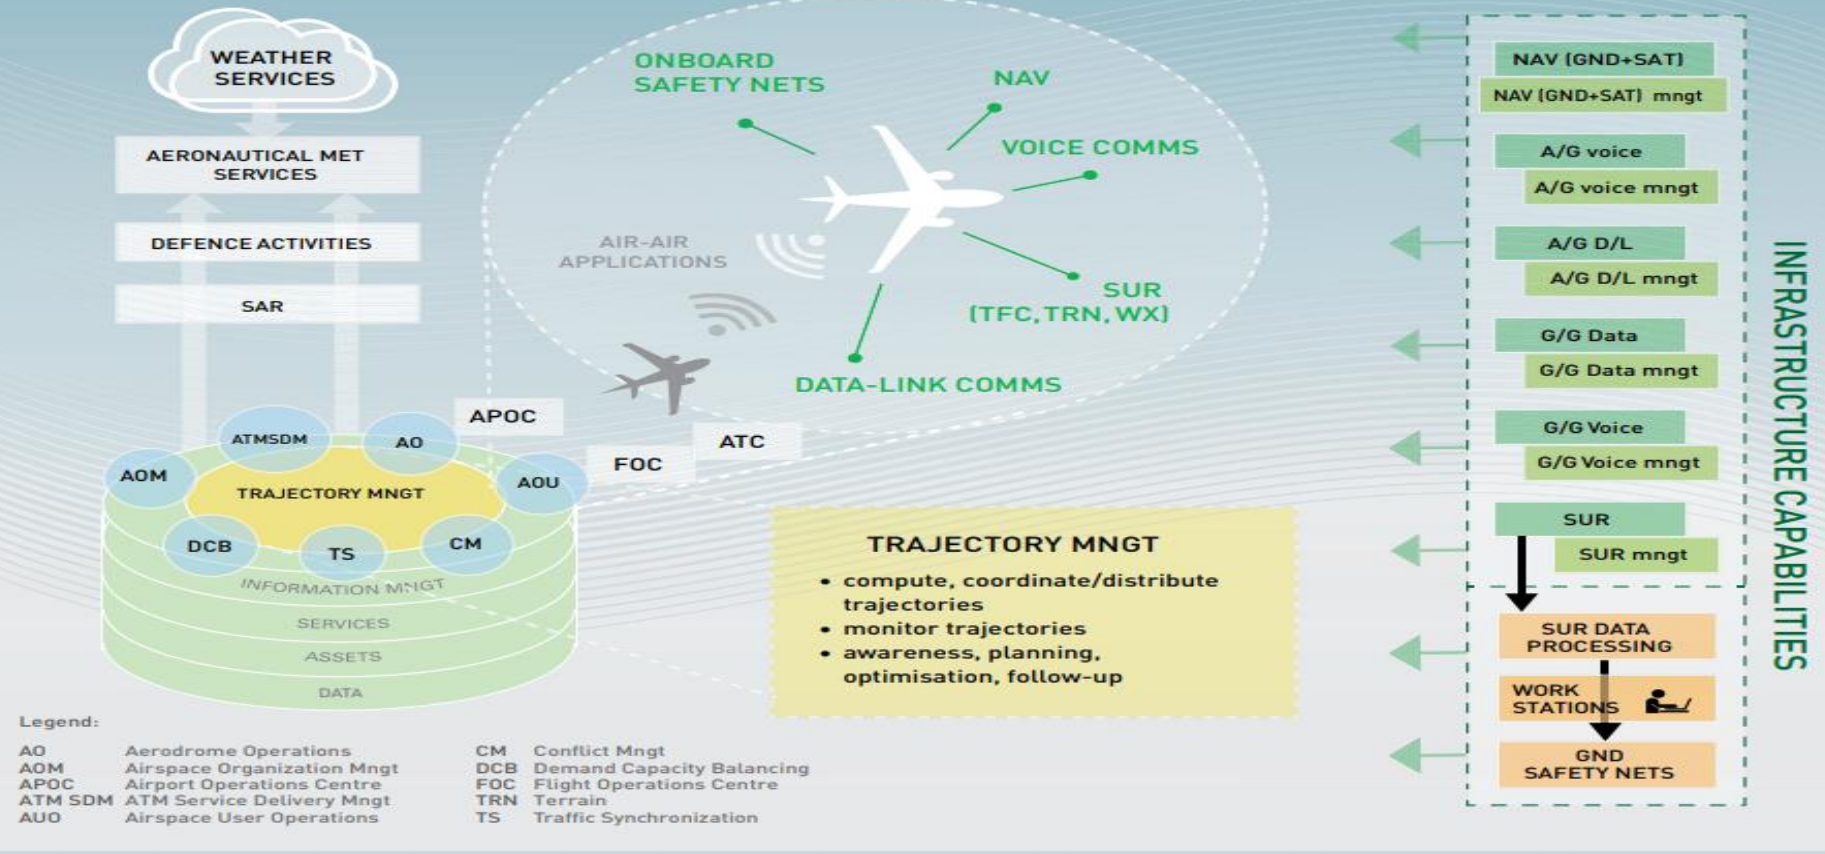 WEATHER
SERVICES
AERONAUTICAL MET
SERVICES
DEFENCE ACTIVITIES
SAR
ONBOARD
SAFETY NETS
NAV
VOICE COMMS
AIR-AIR
APPLICATIONS
SUR
(TFC, TRN, WX)
DATA-LINK COMMS
APOC
FOC
ATC
ATMSDM
AO
AOM
AOU
TRAJECTORY MNGT
DCB
TS
CM
INFORMATION MNGT
SERVICES
ASSETS
DATA
TRAJECTORY MNGT
• compute, coordinate/distribute
trajectories
• monitor trajectories
• awareness, planning,
optimisation, follow-up
NAV (GND+SAT)
NAV (GND+SAT) mngt
A/G voice
A/G voice mngt
A/G D/L
A/G D/L mngt
G/G Data
G/G Data mngt
G/G Voice
G/G Voice mngt
SUR
SUR mngt
SUR DATA
PROCESSING
WORK
STATIONS
GND
SAFETY NETS
INFRASTRUCTURE CAPABILITIES
Legend:
AO Aerodrome Operations
AOM Airspace Organization Mngt
APOC Airport Operations Centre
ATM SDM ATM Service Delivery Mngt
AUO Airspace User Operations
CM Conflict Mngt
DCB Demand Capacity Balancing
FOC Flight Operations Centre
TRN Terrain
TS Traffic Synchronization